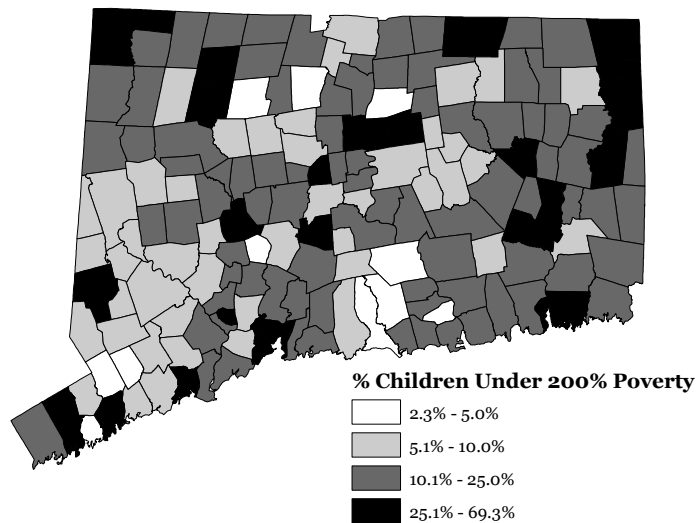 % Children Under 200% Poverty
2.3% - 5.0%
5.1% - 10.0%
10.1% - 25.0%
25.1% - 69.3%